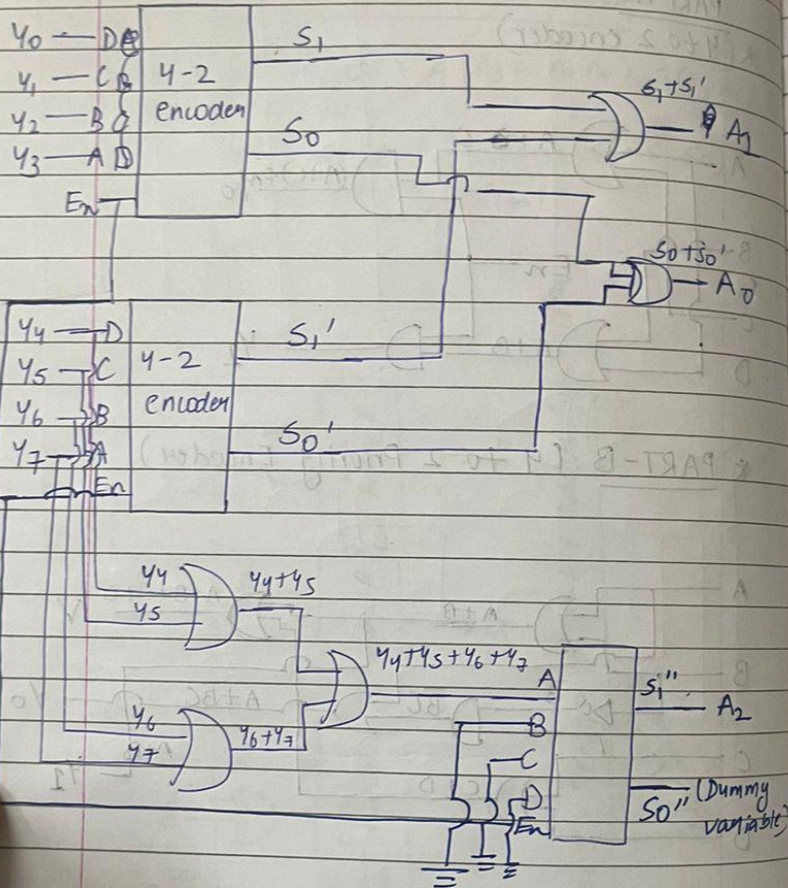 Y0 D
Y1 C
Y2 B
Y3 A D
En
4-2
encoder
S1
S0
S1+S1'
A1
S0+S0'
A0
Y4 D
Y5 C
Y6 B
Y7 A
En
4-2
encoder
S1'
S0'
Y4
Y5
Y4+Y5
Y6
Y7
Y6+Y7
Y4+Y5+Y6+Y7
A
B
C
D
En
S1"
A2
S0" (Dummy
variable)